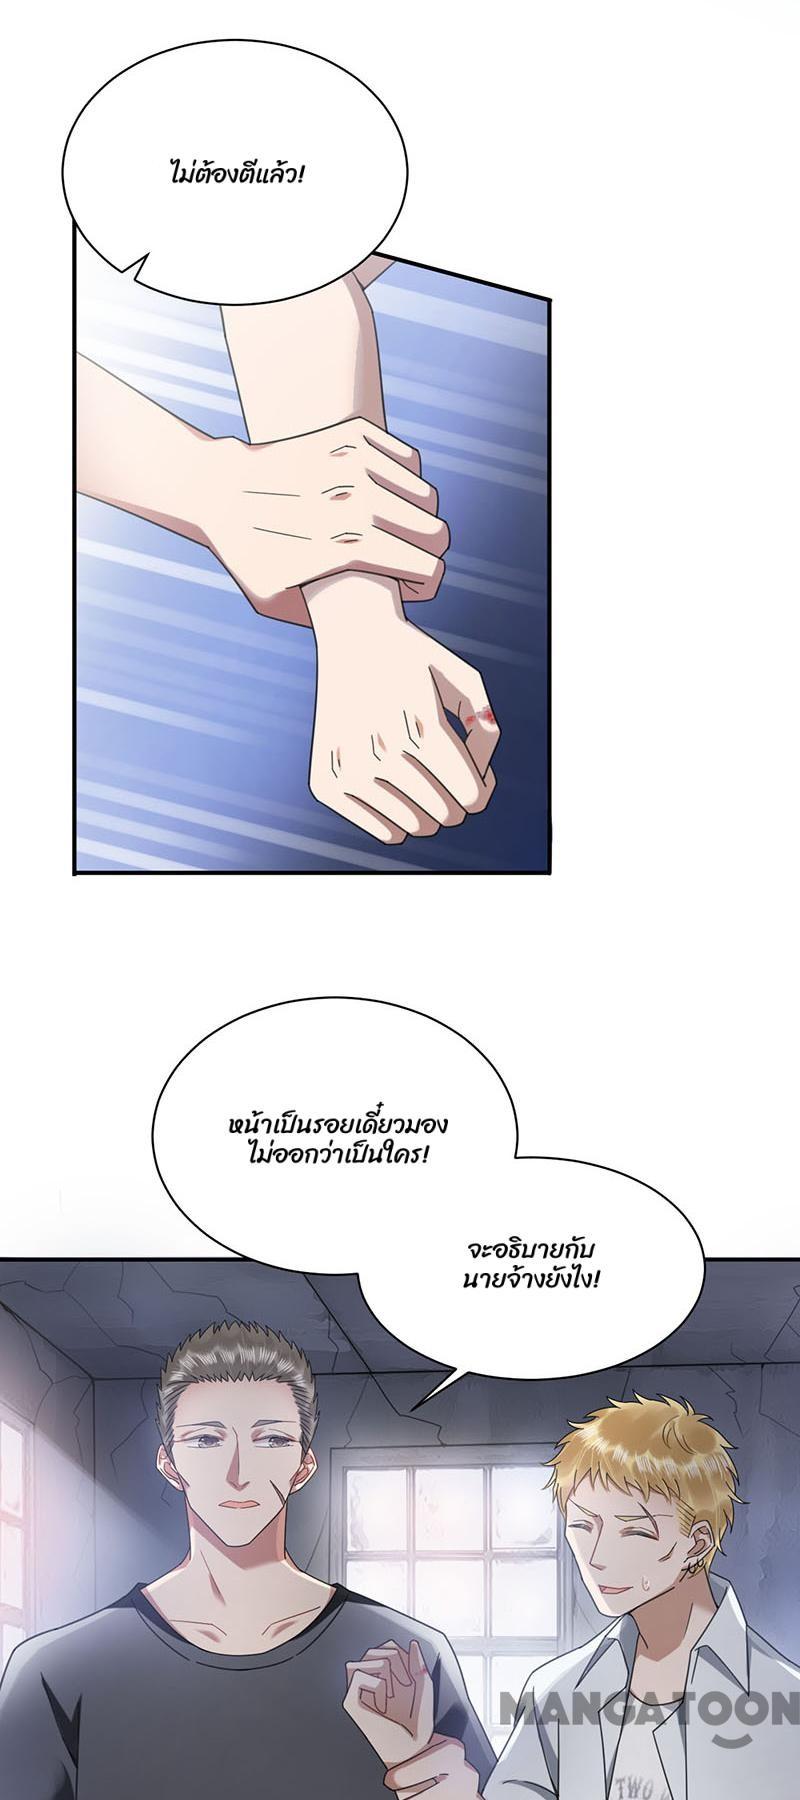 ไม่ต้องตีแล้ว!
หน้าเป็นรอยเดี๋ยวมอง
ไม่ออกว่าเป็นใคร!
จะอธิบายกับ
นายจ้างยังไง!
MANGATOON
TWO